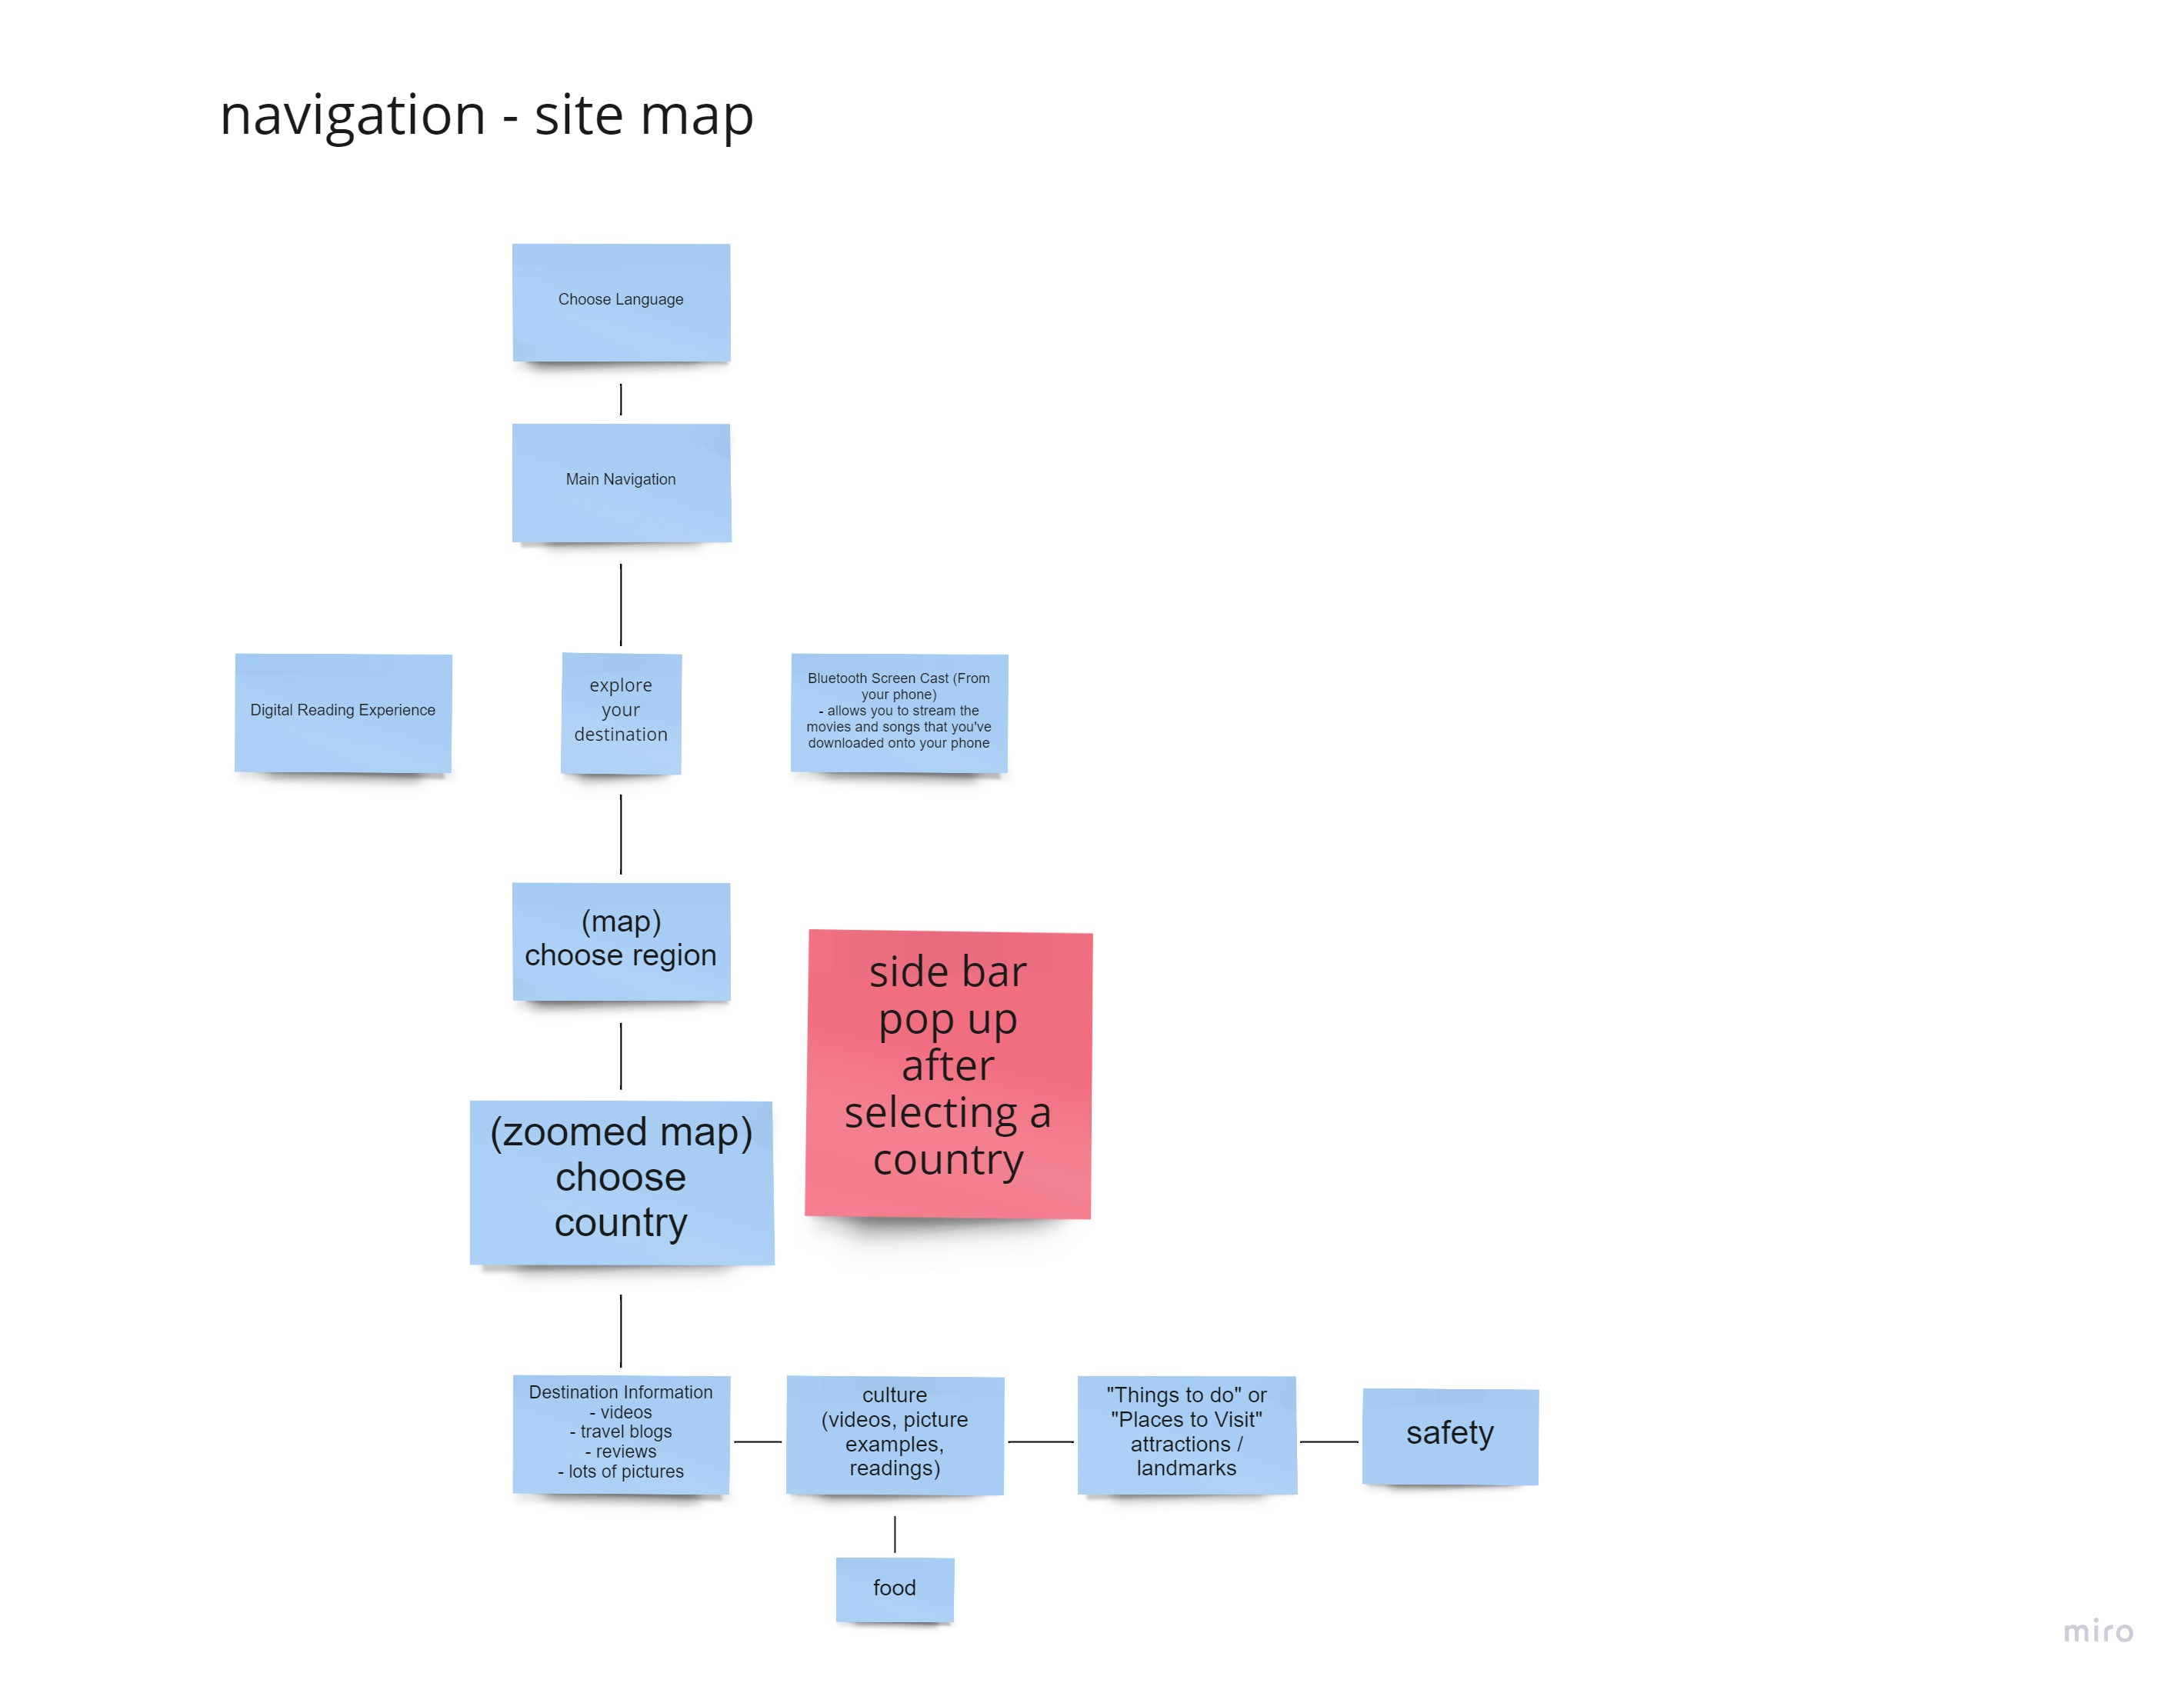 navigation - site map
Choose Language
Main Navigation
Digital Reading Experience
explore
your
destination
Bluetooth Screen Cast (From
your phone)
- allows you to stream the
movies and songs that you've
downloaded onto your phone
(map)
choose region
side bar
pop up
after
selecting a
country
(zoomed map)
choose
country
Destination Information
- videos
- travel blogs
- reviews
- lots of pictures
culture
(videos, picture
examples,
readings)
"Things to do" or
"Places to Visit"
attractions /
landmarks
safety
food
miro